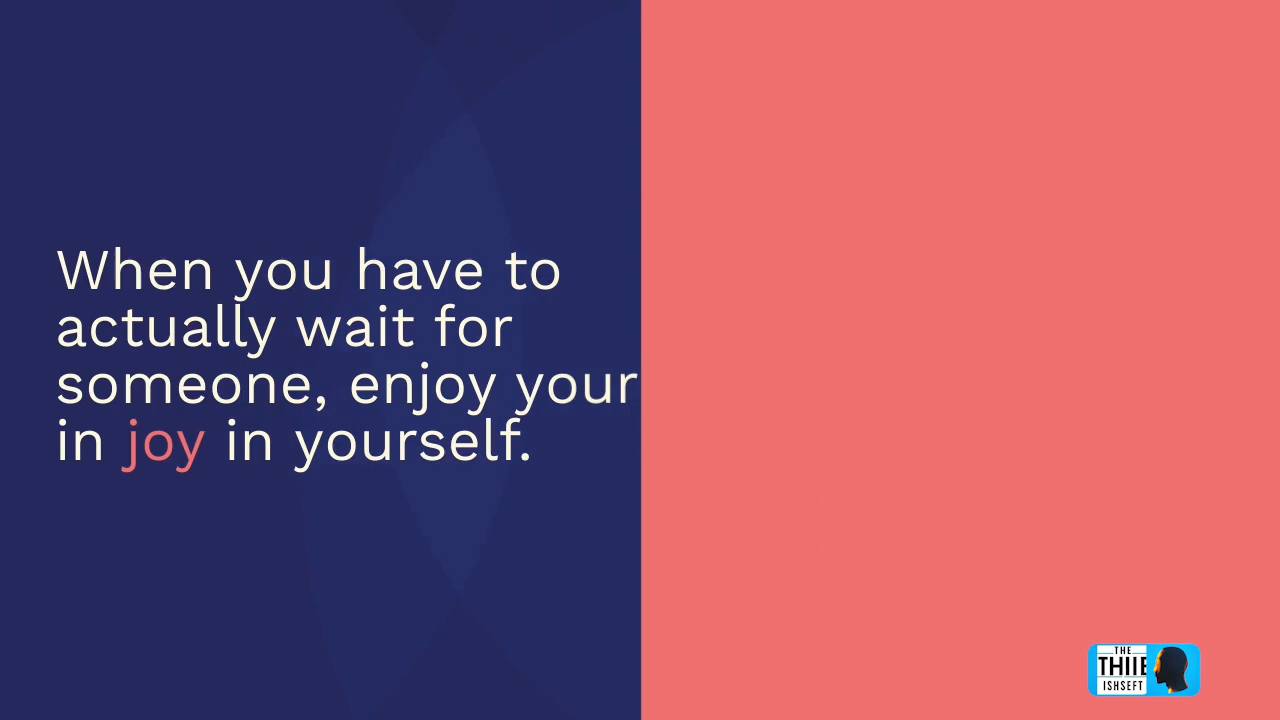 When you have to
actually wait for
someone, enjoy your
in joy in yourself.
THE
THIIE
ISHSEFT